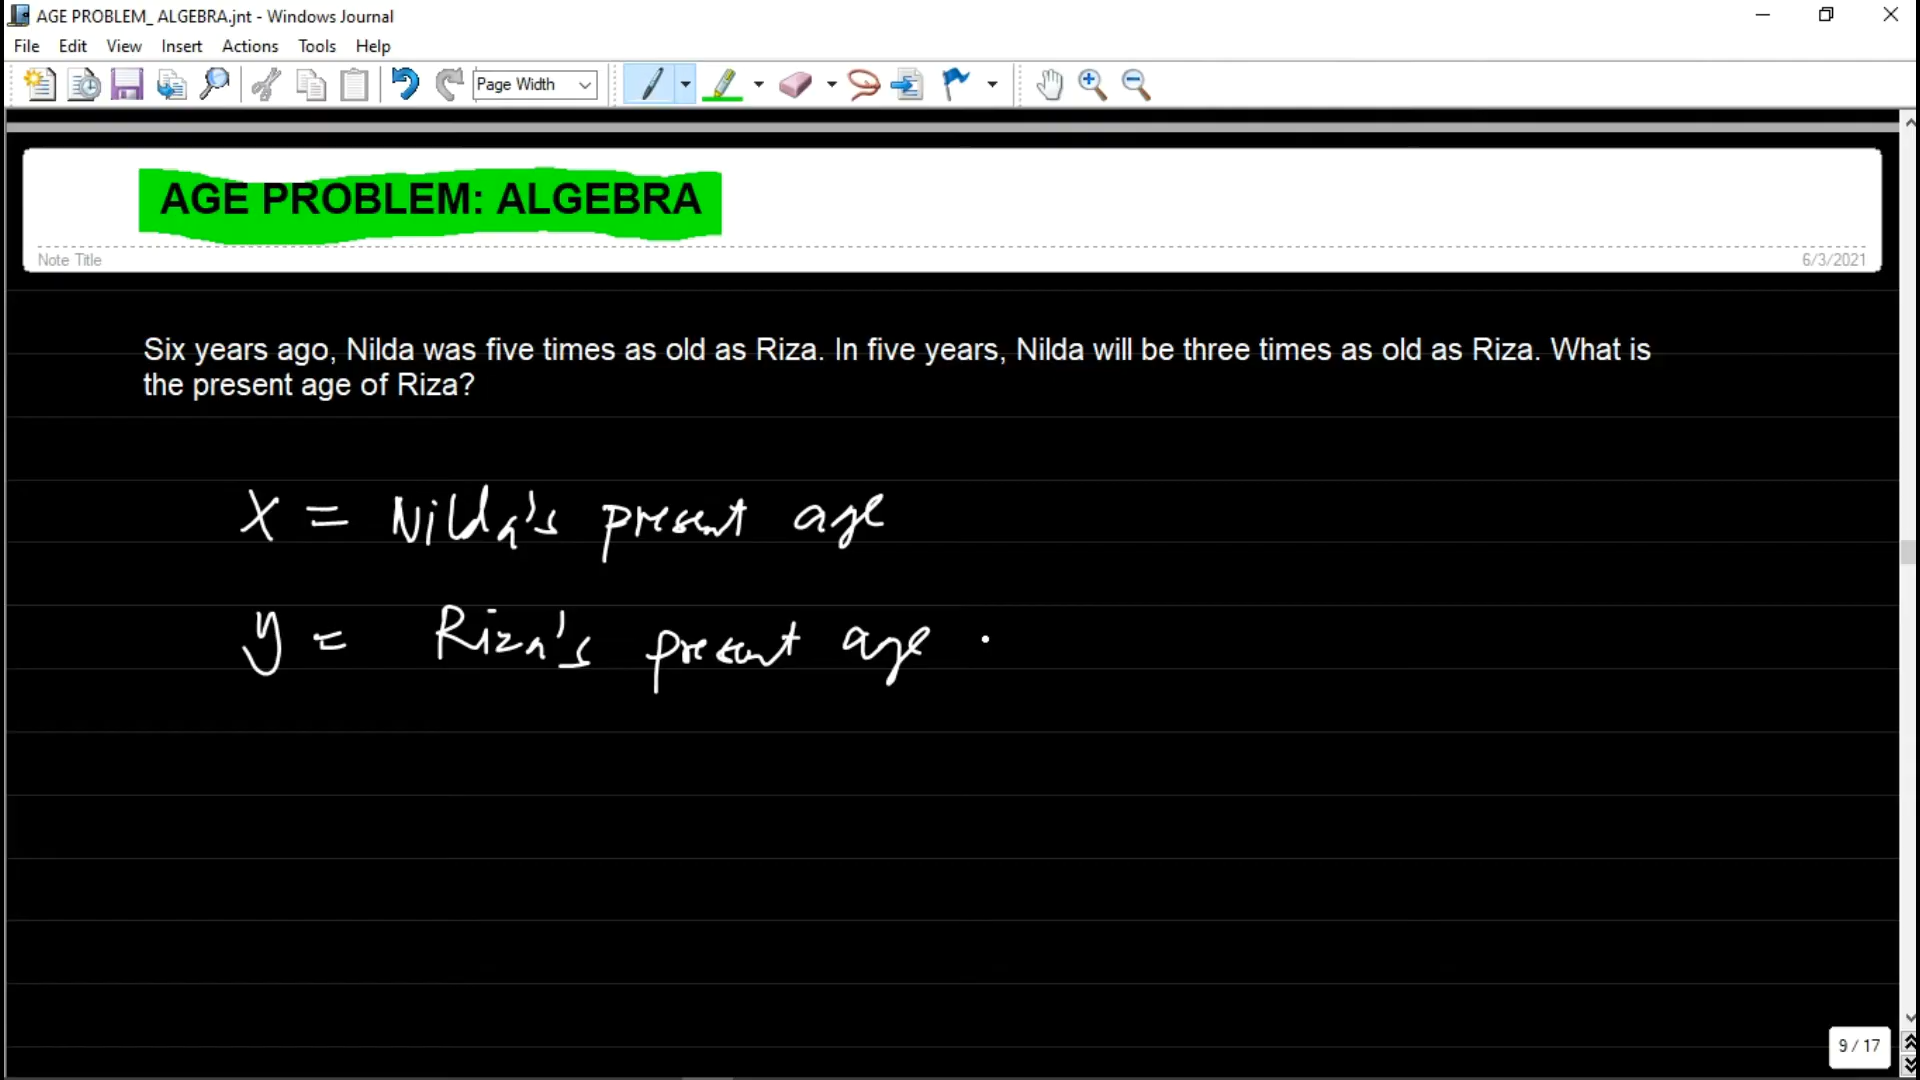 AGE PROBLEM_ ALGEBRA.jnt - Windows Journal
File Edit View Insert Actions Tools Help
Page Width
AGE PROBLEM: ALGEBRA
Note Title 6/3/2021
Six years ago, Nilda was five times as old as Riza. In five years, Nilda will be three times as old as Riza. What is
the present age of Riza?
X = Nilda's present age
y = Riza's present age .
9 / 17